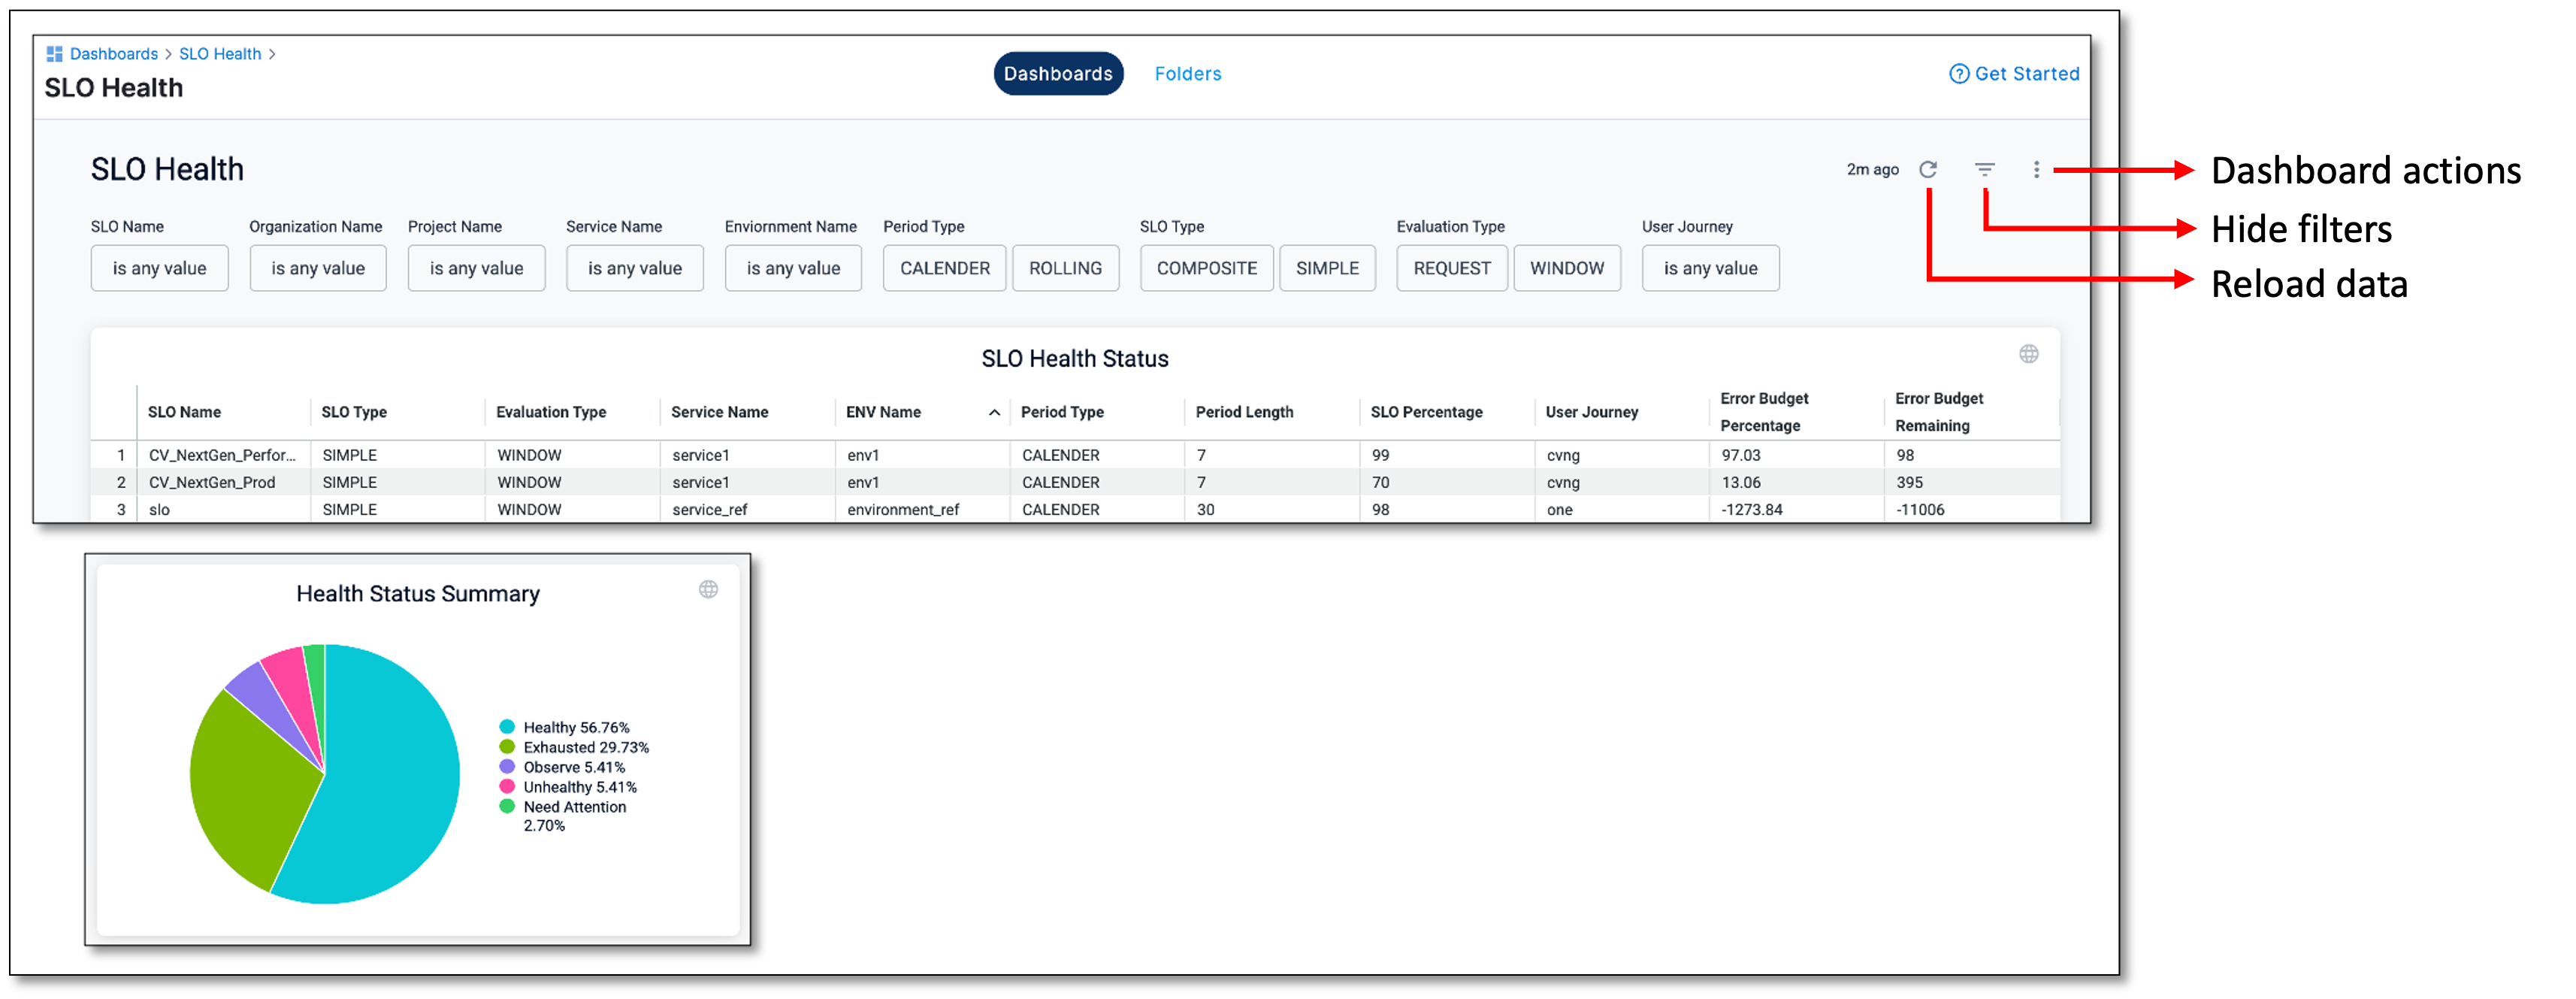 Dashboards > SLO Health >
SLO Health
Dashboards
Folders
Get Started
SLO Health
2m ago
Dashboard actions
Hide filters
Reload data
SLO Name Organization Name Project Name Service Name Enviornment Name Period Type SLO Type Evaluation Type User Journey
is any value is any value is any value is any value is any value CALENDER ROLLING COMPOSITE SIMPLE REQUEST WINDOW is any value
SLO Health Status
SLO Name SLO Type Evaluation Type Service Name ENV Name Period Type Period Length SLO Percentage User Journey Error Budget Percentage Error Budget Remaining
1 CV_NextGen_Perfor... SIMPLE WINDOW service1 env1 CALENDER 7 99 cvng 97.03 98
2 CV_NextGen_Prod SIMPLE WINDOW service1 env1 CALENDER 7 70 cvng 13.06 395
3 slo SIMPLE WINDOW service_ref environment_ref CALENDER 30 98 one -1273.84 -11006
Health Status Summary
Healthy 56.76%
Exhausted 29.73%
Observe 5.41%
Unhealthy 5.41%
Need Attention
2.70%